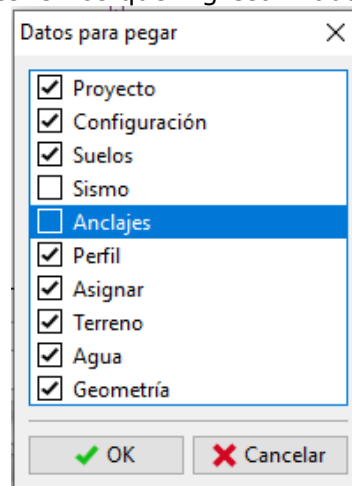 Datos para pegar
Proyecto
Configuración
Suelos
Sismo
Anclajes
Perfil
Asignar
Terreno
Agua
Geometría
OK
Cancelar